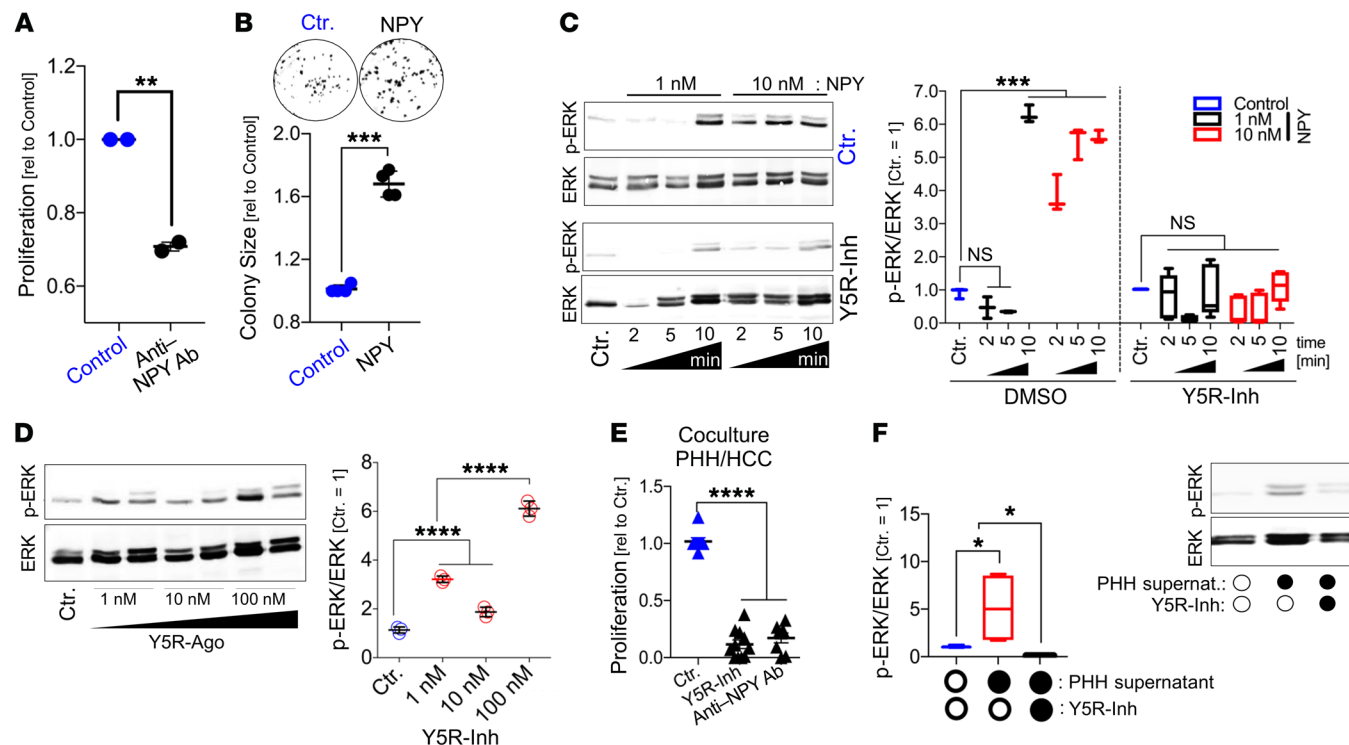 A
Proliferation [rel to Control]
1.2
1.0
0.8
0.6
**
Control
Anti–
NPY Ab
B
Ctr.
NPY
Colony Size [rel to Control]
2.0
1.6
1.2
0.8
***
Control
NPY
C
1 nM
10 nM
: NPY
p-ERK
ERK
Ctr.
p-ERK
ERK
Y5R-Inh
Ctr.
2
5
10
2
5
10
min
min
p-ERK/ERK [Ctr. = 1]
7.0
6.0
5.0
4.0
3.0
2.0
1.0
0.0
***
NS
NS
Control
1 nM
10 nM
NPY
Ctr.
2
5
10
2
5
10
Ctr.
2
5
10
2
5
10
time
[min]
DMSO
Y5R-Inh
D
p-ERK
ERK
Ctr.
1 nM
10 nM
100 nM
Y5R-Ago
p-ERK/ERK [Ctr. = 1]
8
6
4
2
0
****
****
Ctr.
1 nM
10 nM
100 nM
Y5R-Inh
E
Coculture
PHH/HCC
Proliferation [rel to Ctr.]
1.5
1.0
0.5
0.0
****
Ctr.
Y5R-Inh
Anti–NPY Ab
F
p-ERK/ERK [Ctr. = 1]
15
10
5
0
*
*
: PHH supernatant
: Y5R-Inh
p-ERK
ERK
PHH supernat.:
Y5R-Inh: